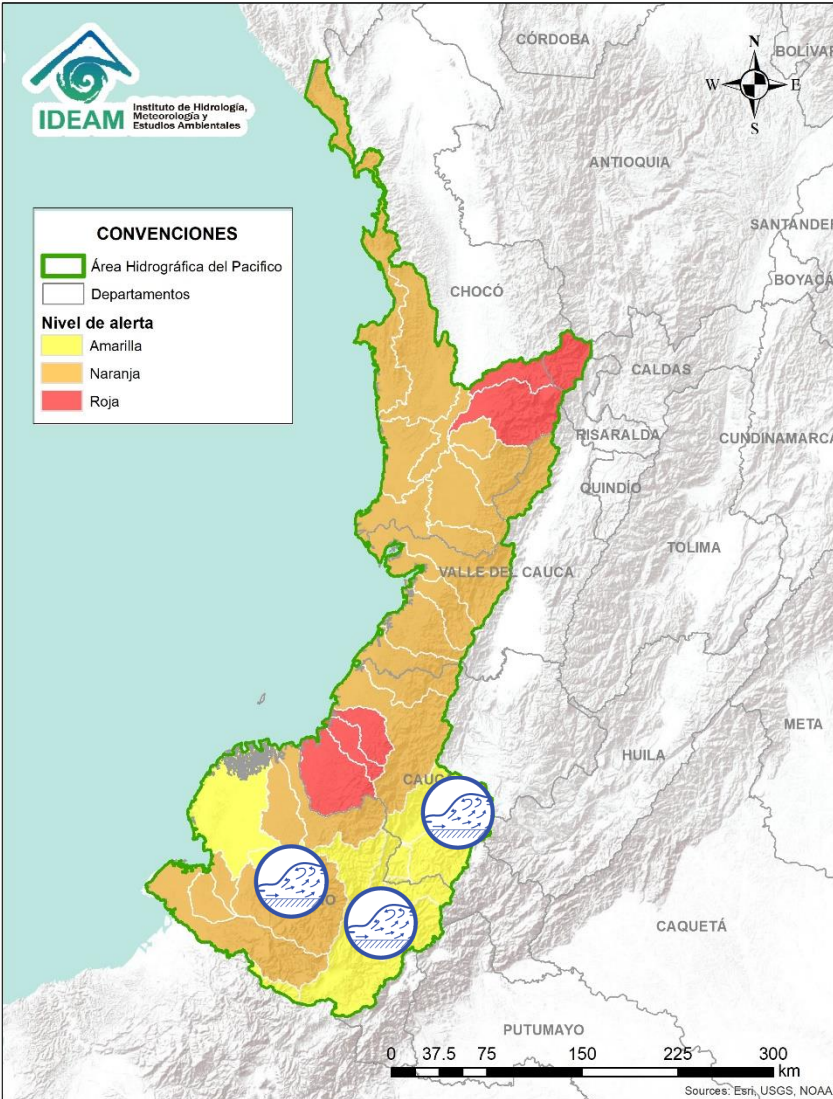 IDEAM
Instituto de Hidrología,
Meteorología y
Estudios Ambientales
CONVENCIONES
Área Hidrográfica del Pacifico
Departamentos
Nivel de alerta
Amarilla
Naranja
Roja
N
W
E
S
CÓRDOBA
BOLÍVAR
ANTIOQUIA
SANTANDER
BOYACÁ
CHOCÓ
CALDAS
RISARALDA
CUNDINAMARCA
QUINDÍO
TOLIMA
VALLE DEL CAUCA
META
HUILA
CAUC
CAQUETÁ
PUTUMAYO
0 37.5 75 150 225 300
km
Sources: Esri, USGS, NOAA